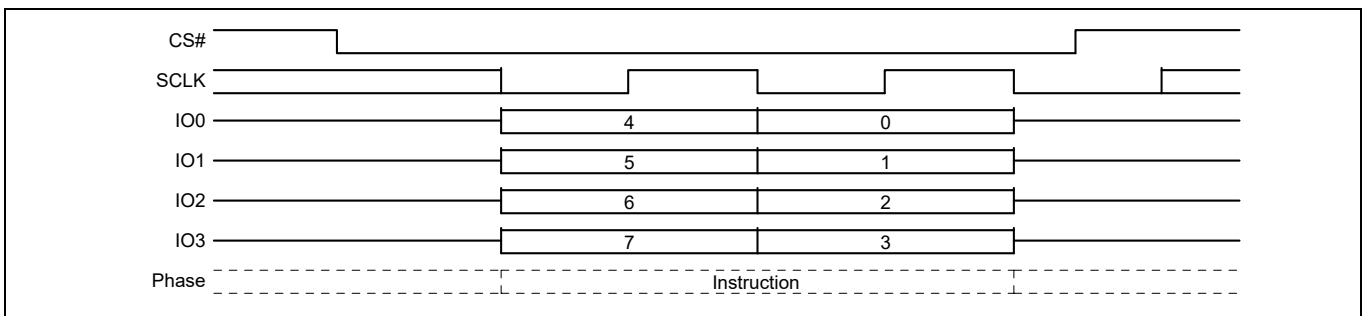 CS#
SCLK
IO0 4 0
IO1 5 1
IO2 6 2
IO3 7 3
Phase Instruction